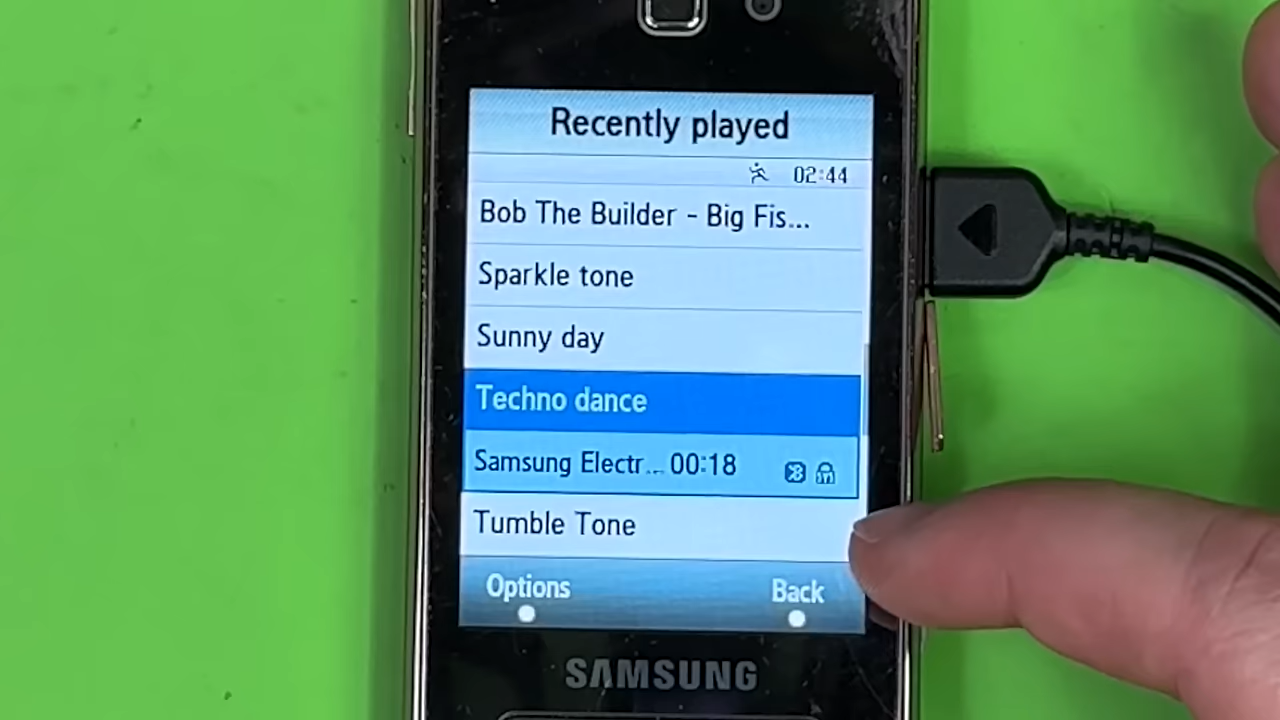 Recently played
02:44
Bob The Builder - Big Fis...
Sparkle tone
Sunny day
Techno dance
Samsung Electr... 00:18
Tumble Tone
Options Back
SAMSUNG